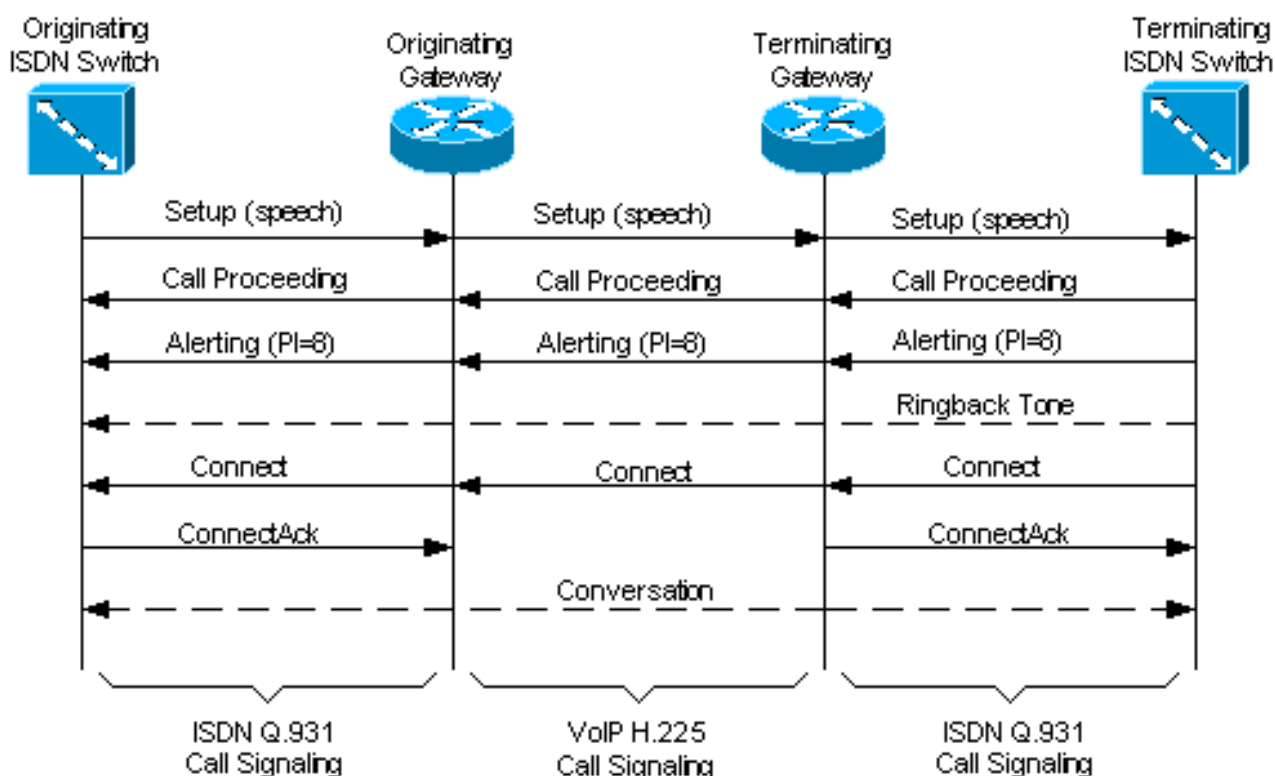 Originating
ISDN Switch
Originating
Gateway
Terminating
Gateway
Terminating
ISDN Switch
Setup (speech)
Setup (speech)
Setup (speech)
Call Proceeding
Call Proceeding
Call Proceeding
Alerting (PI=8)
Alerting (PI=8)
Alerting (PI=8)
Ringback Tone
Connect
Connect
Connect
ConnectAck
ConnectAck
Conversation
ISDN Q.931
Call Signaling
VoIP H.225
Call Signaling
ISDN Q.931
Call Signaling